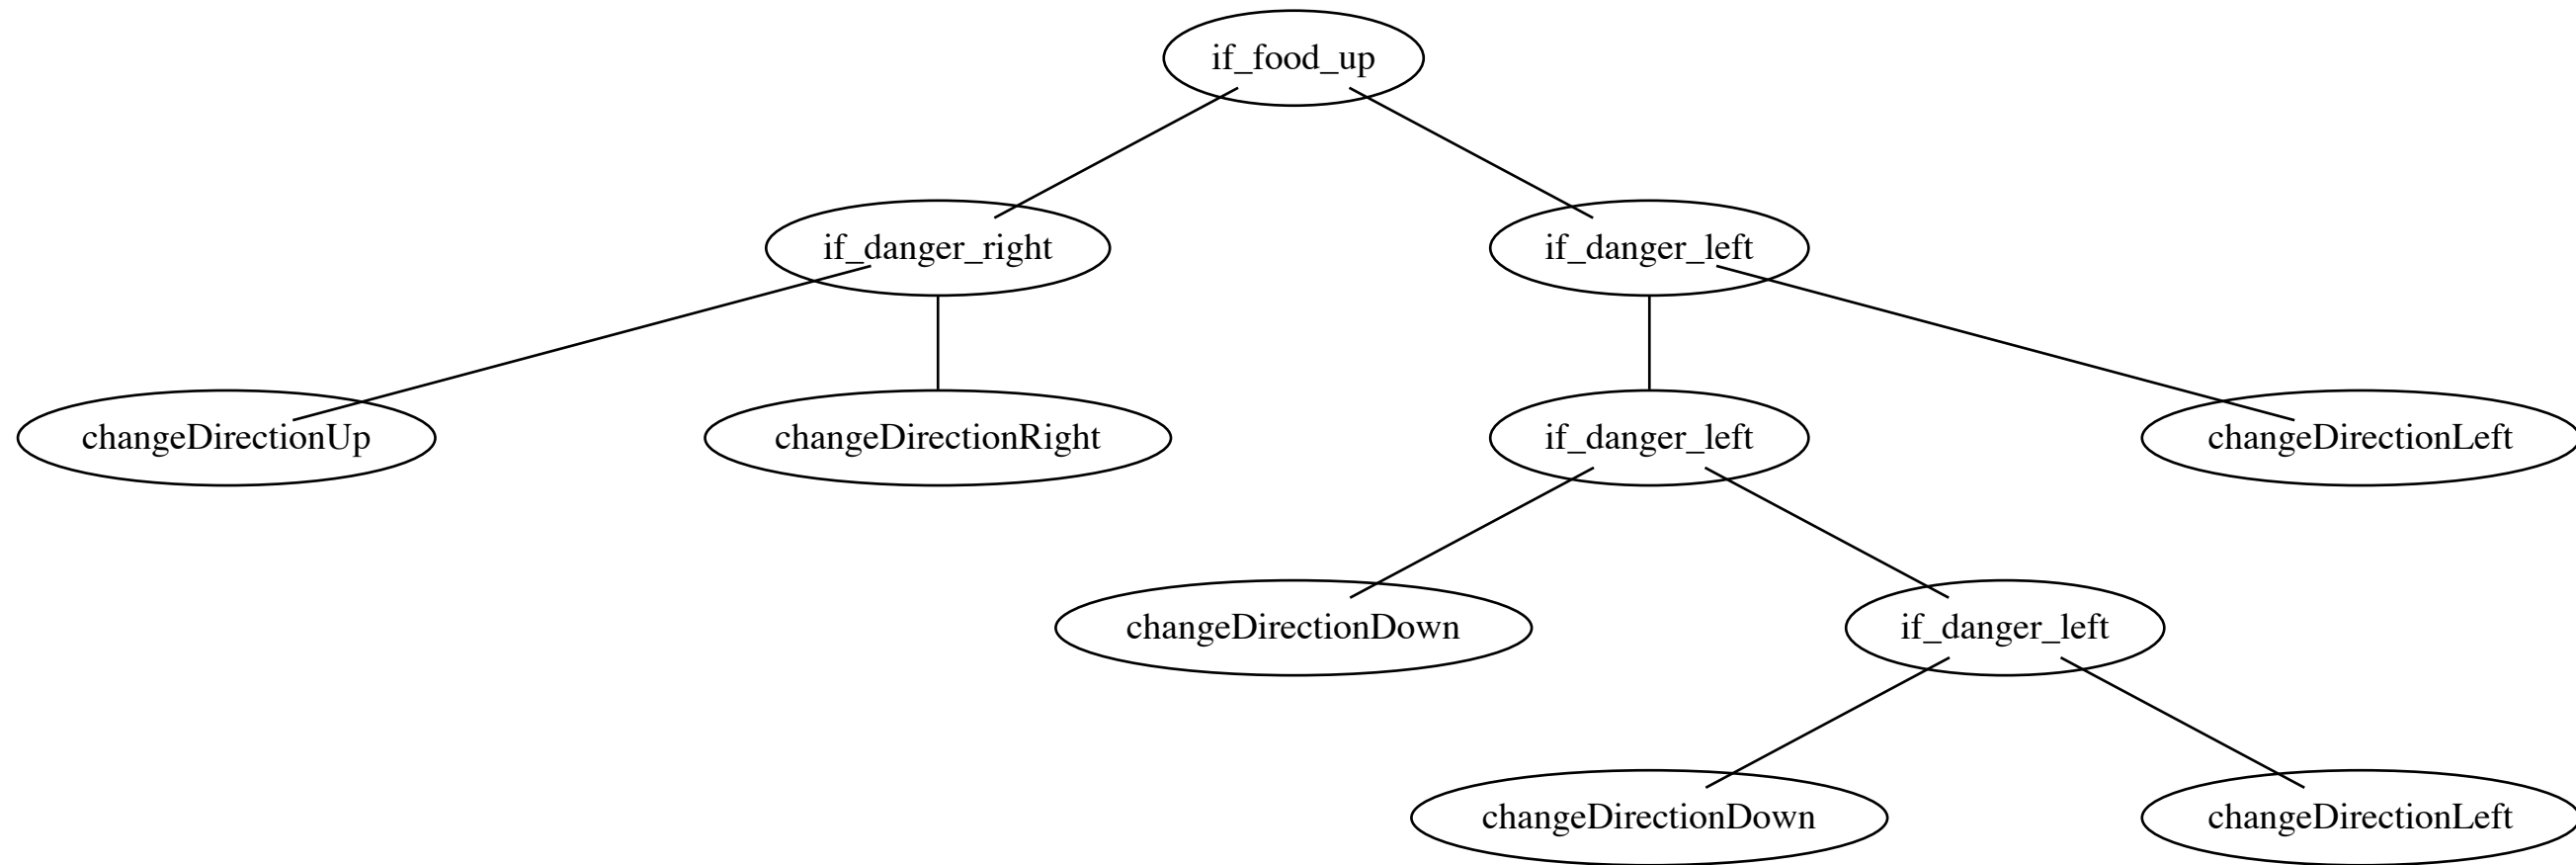 if_food_up
if_danger_right
if_danger_left
changeDirectionUp
changeDirectionRight
if_danger_left
changeDirectionLeft
changeDirectionDown
if_danger_left
changeDirectionDown
changeDirectionLeft